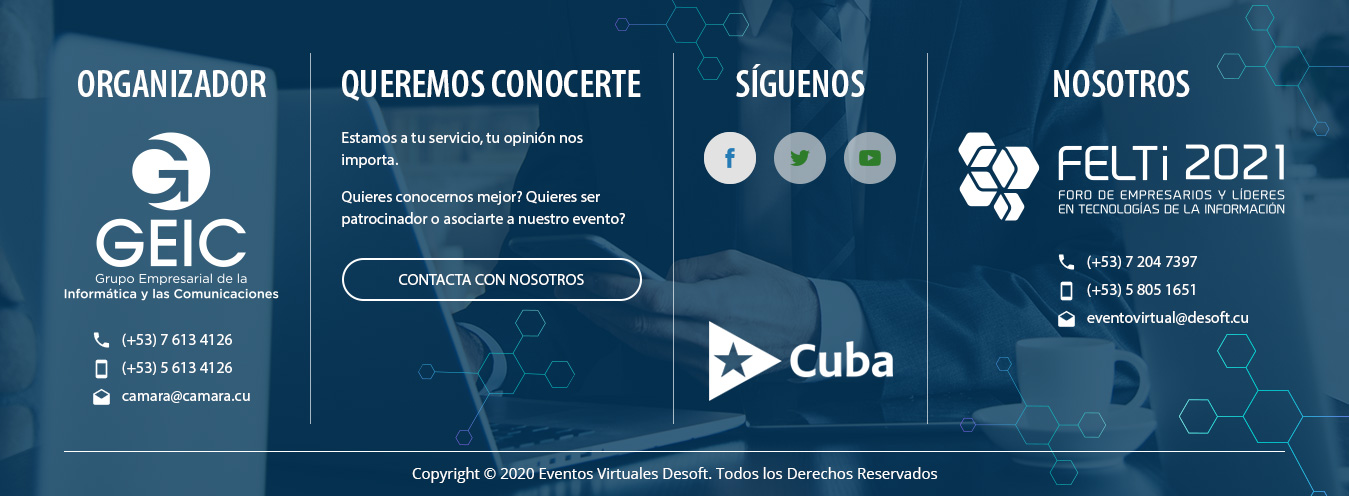 ORGANIZADOR
GEIC
Grupo Empresarial de la
Informática y las Comunicaciones
(+53) 7 613 4126
(+53) 5 613 4126
camara@camara.cu
QUEREMOS CONOCERTE
Estamos a tu servicio, tu opinión nos
importa.
Quieres conocernos mejor? Quieres ser
patrocinador o asociarte a nuestro evento?
CONTACTA CON NOSOTROS
SÍGUENOS
Cuba
NOSOTROS
FELTi 2021
FORO DE EMPRESARIOS Y LÍDERES
EN TECNOLOGÍAS DE LA INFORMACIÓN
(+53) 7 204 7397
(+53) 5 805 1651
eventovirtual@desoft.cu
Copyright © 2020 Eventos Virtuales Desoft. Todos los Derechos Reservados